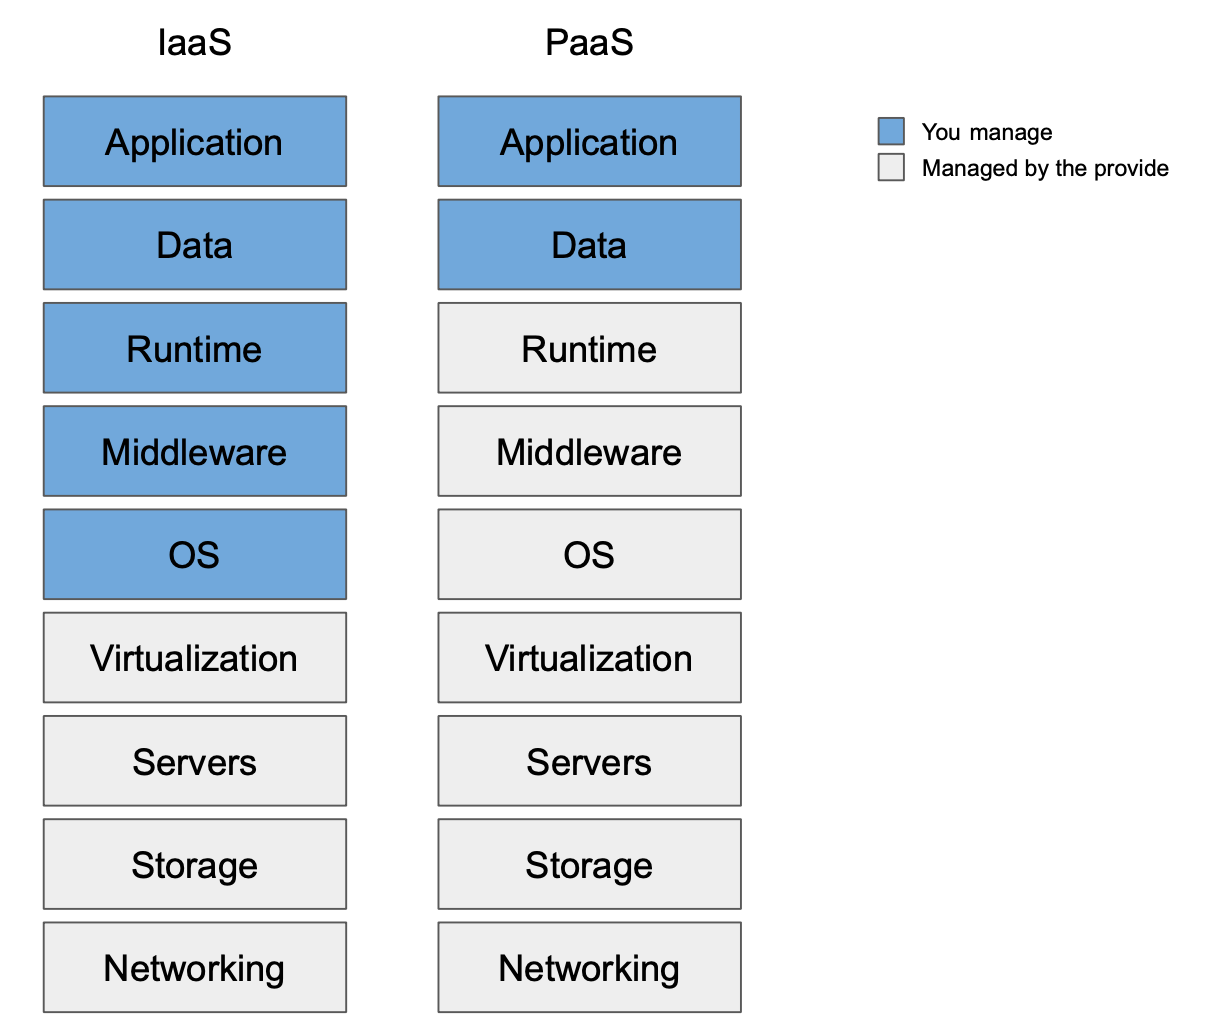 IaaS
PaaS
Application
Application
You manage
Managed by the provide
Data
Data
Runtime
Runtime
Middleware
Middleware
OS
OS
Virtualization
Virtualization
Servers
Servers
Storage
Storage
Networking
Networking